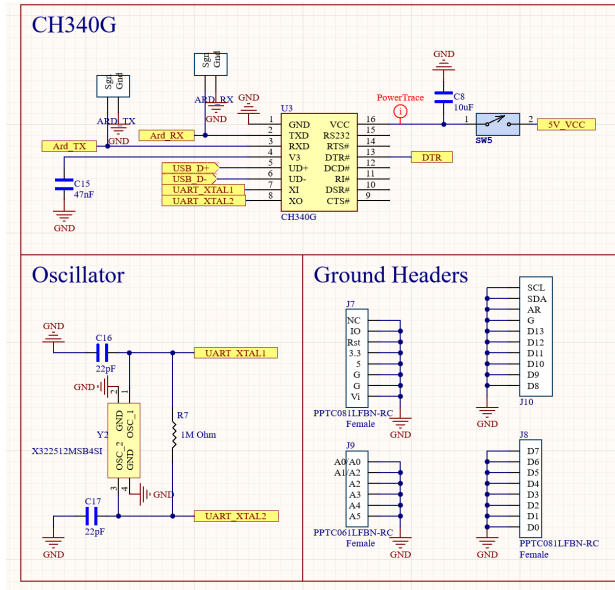 CH340G
Sgn
Gnd
Sgn
Gnd
ARD_TX
GND
ARD_RX
GND
GND
Ard_RX
Ard_TX
U3
1 GND VCC 16
2 TXD RS232 15
3 RXD RTS# 14
4 V3 DTR# 13
5 UD+ DCD# 12
6 UD- RI# 11
7 XI DSR# 10
8 XO CTS# 9
CH340G
USB_D+
USB_D-
UART_XTAL1
UART_XTAL2
C15
47nF
GND
PowerTrace
i
GND
C8
10uF
1
2
SW5
5V_VCC
DTR
Oscillator
GND
C16
22pF
UART_XTAL1
GND
2
1
GND
OSC_1
Y2
X322512MSB4SI
OSC_2
GND
3
4
GND
R7
1M Ohm
C17
22pF
GND
UART_XTAL2
Ground Headers
J7
NC
IO
Rst
3.3
5
G
G
Vi
PPTC081LFBN-RC
Female
GND
SCL
SDA
AR
G
D13
D12
D11
D10
D9
D8
J10
GND
J9
A0/A0
A1/A2
A2
A3
A4
A5
PPTC061LFBN-RC
Female
GND
J8
D7
D6
D5
D4
D3
D2
D1
D0
PPTC081LFBN-RC
Female
GND